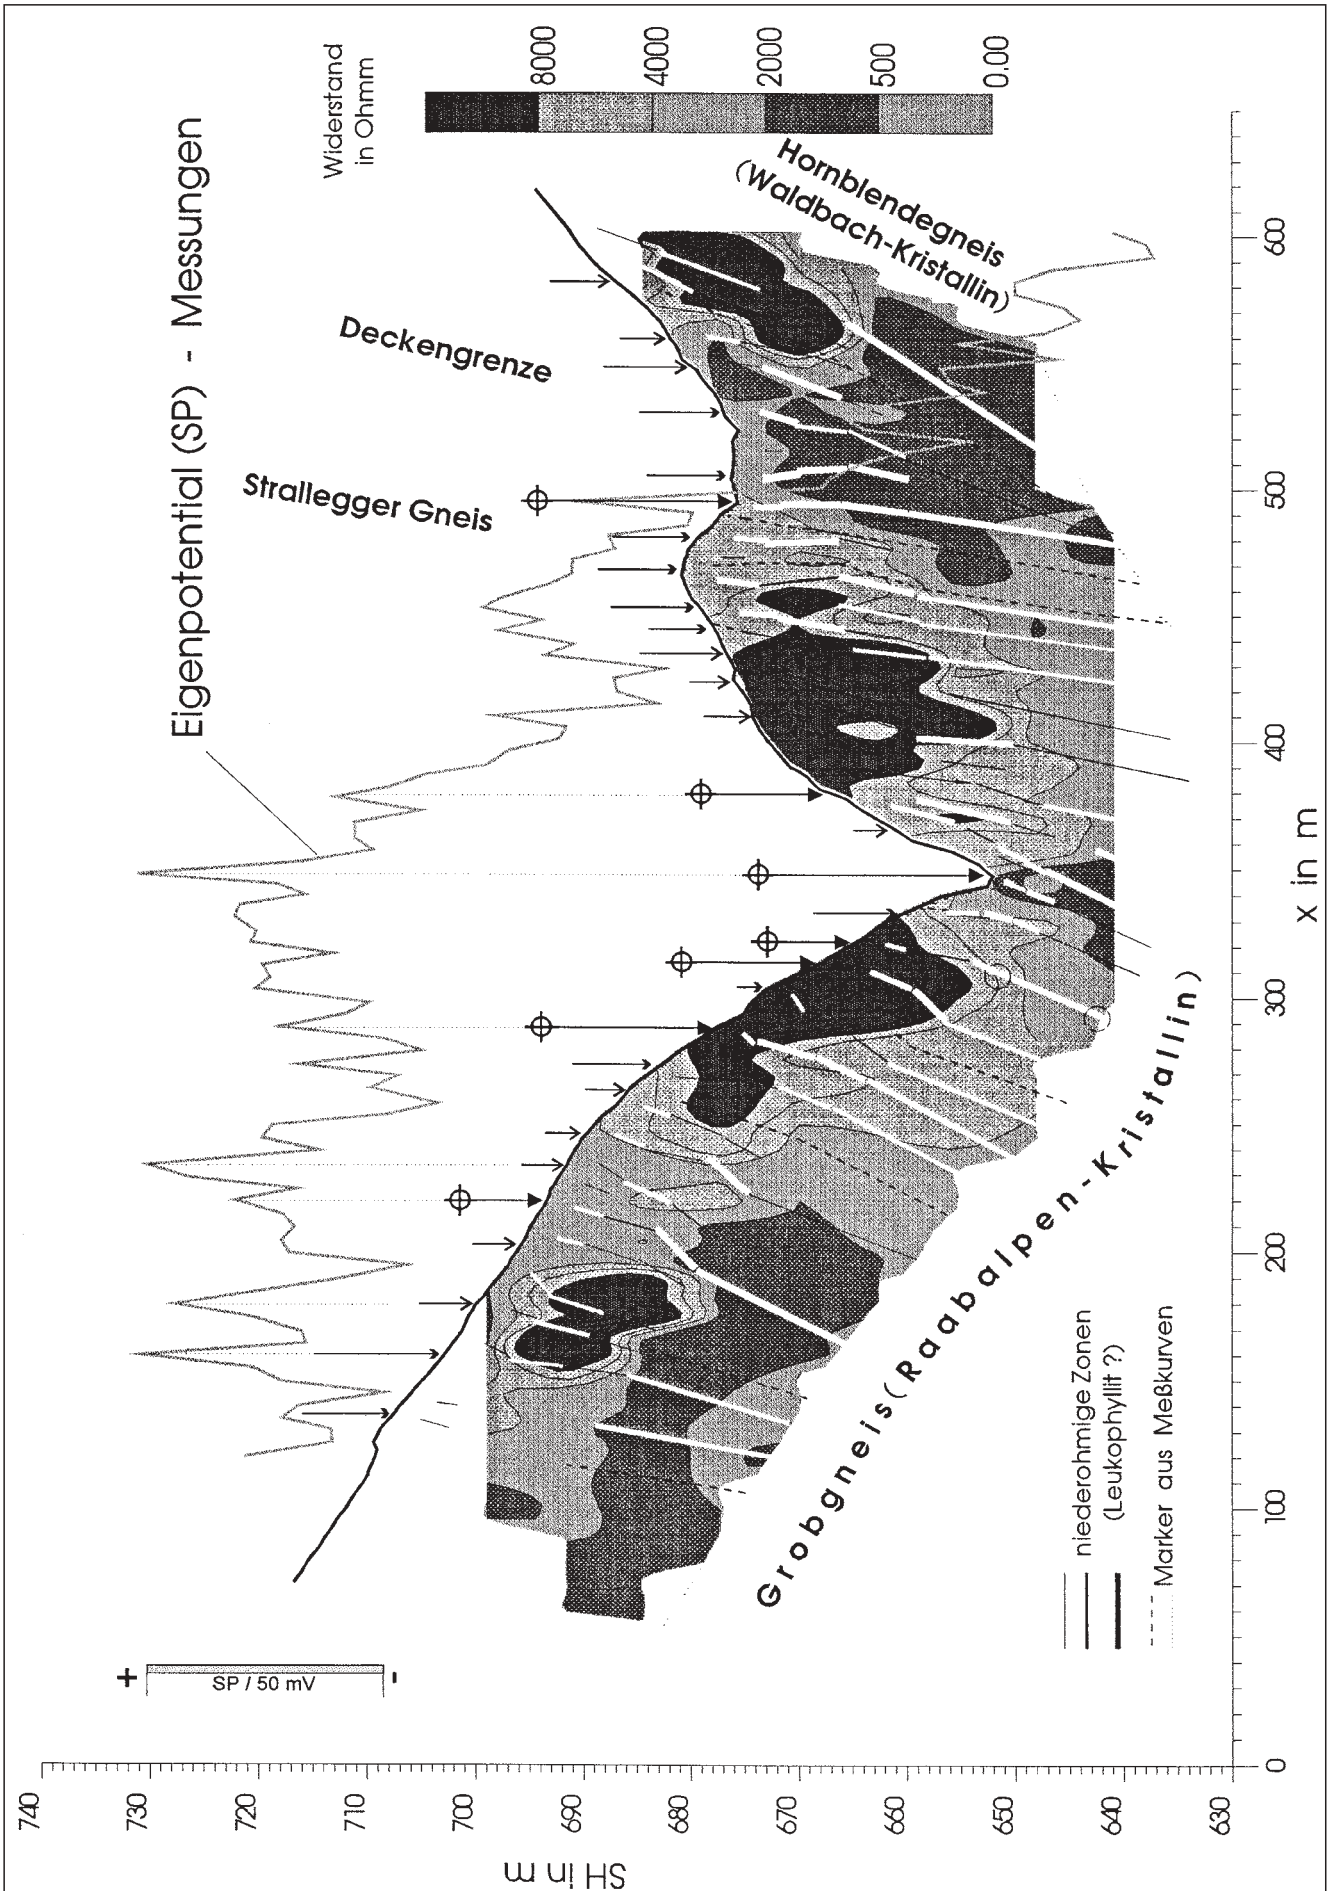 Eigenpotential (SP) - Messungen
Widerstand
in Ohmm
8000
4000
2000
500
0.00
Strallegger Gneis
Deckengrenze
Hornblendegneis
(Waldbach-Kristallin)
Grobgneis (Raabalpen-Kristallin)
+
SP / 50 mV
-
niederohmige Zonen
(Leukophyllit ?)
Marker aus Meßkurven
SH in m
740
730
720
710
700
690
680
670
660
650
640
630
0
100
200
300
400
500
600
x in m